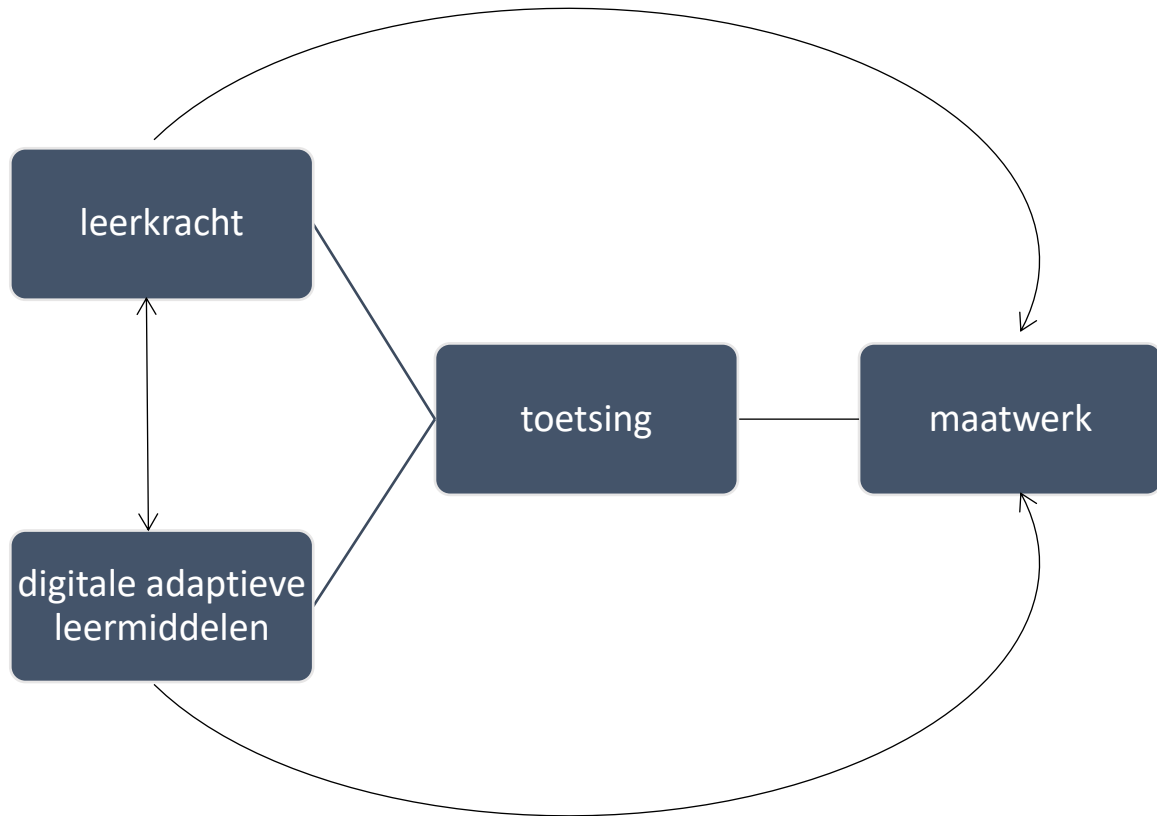 leerkracht
toetsing
maatwerk
digitale adaptieve
leermiddelen